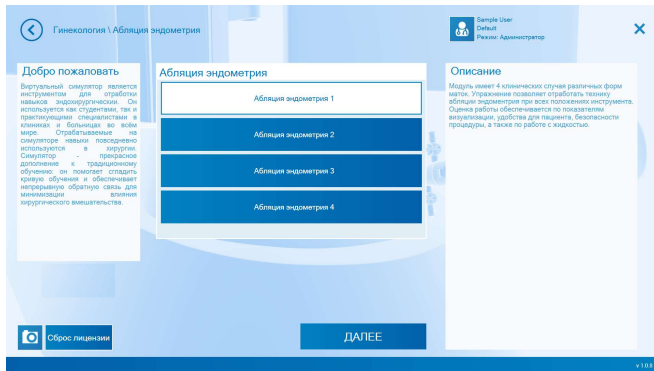 Гинекология \ Абляция эндометрия
Sample User
Default
Режим: Администратор
Добро пожаловать
Виртуальный симулятор является
инструментом для отработки
навыков эндохирургически. Он
используется как студентами, так и
практикующими специалистами в
клиниках и больницах во всём
мире. Отрабатываемые на
симуляторе навыки повседневно
используются в хирургии.
Симулятор - прекрасное
дополнение к традиционному
обучению: он помогает сгладить
кривую обучения и обеспечивает
непрерывную обратную связь для
минимизации влияния
хирургического вмешательства.
Абляция эндометрия
Абляция эндометрия 1
Абляция эндометрия 2
Абляция эндометрия 3
Абляция эндометрия 4
Описание
Модуль имеет 4 клинических случая различных форм
маток. Упражнение позволяет отработать технику
абляции эндоментрия при всех положениях инструмента.
Оценка работы обеспечивается по показателям
визуализации, удобства для пациента, безопасности
процедуры, а также по работе с жидкостью.
Сброс лицензии
ДАЛЕЕ
v 1.0.8